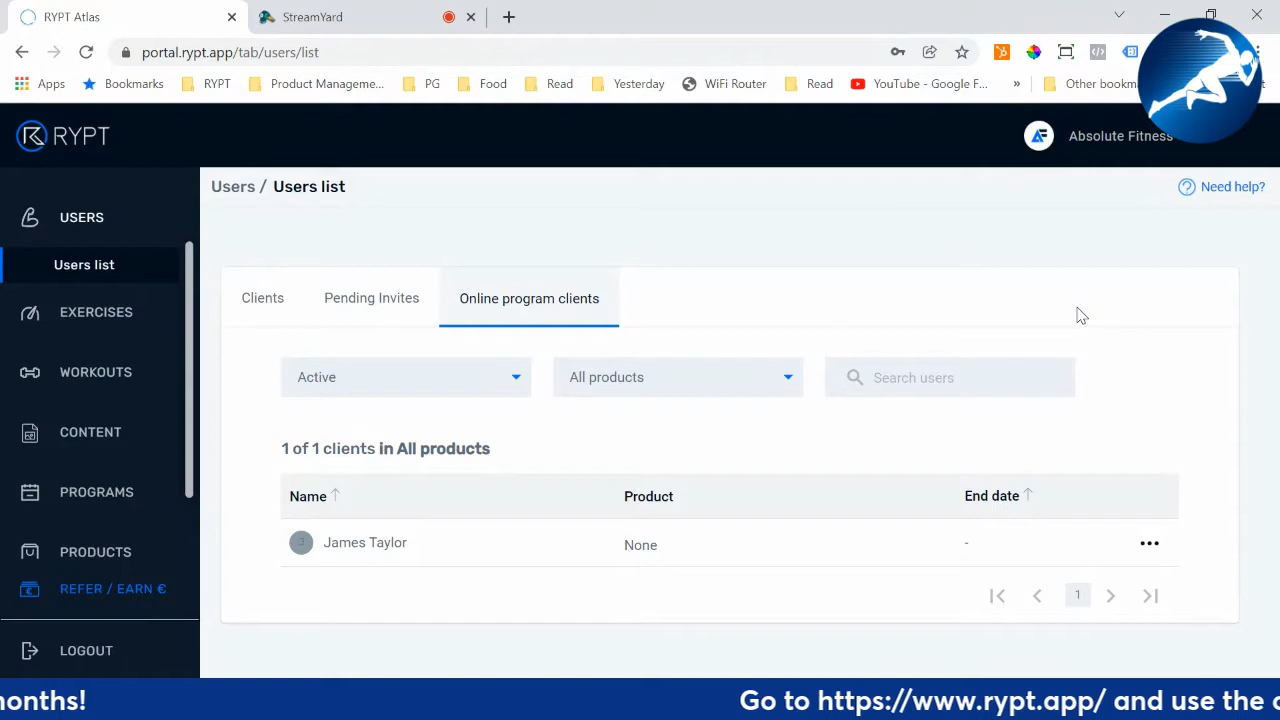 RYPT Atlas
StreamYard
portal.rypt.app/tab/users/list
Apps
Bookmarks
RYPT
Product Manageme...
PG
Food
Read
Yesterday
WiFi Router
Read
YouTube - Google F...
»
Other bookm
RYPT
Absolute Fitness
Users / Users list
Need help?
USERS
Users list
EXERCISES
WORKOUTS
CONTENT
PROGRAMS
PRODUCTS
REFER / EARN €
LOGOUT
Clients
Pending Invites
Online program clients
Active
All products
Search users
1 of 1 clients in All products
Name
Product
End date
J
James Taylor
None
-
1
nonths!
Go to https://www.rypt.app/ and use the